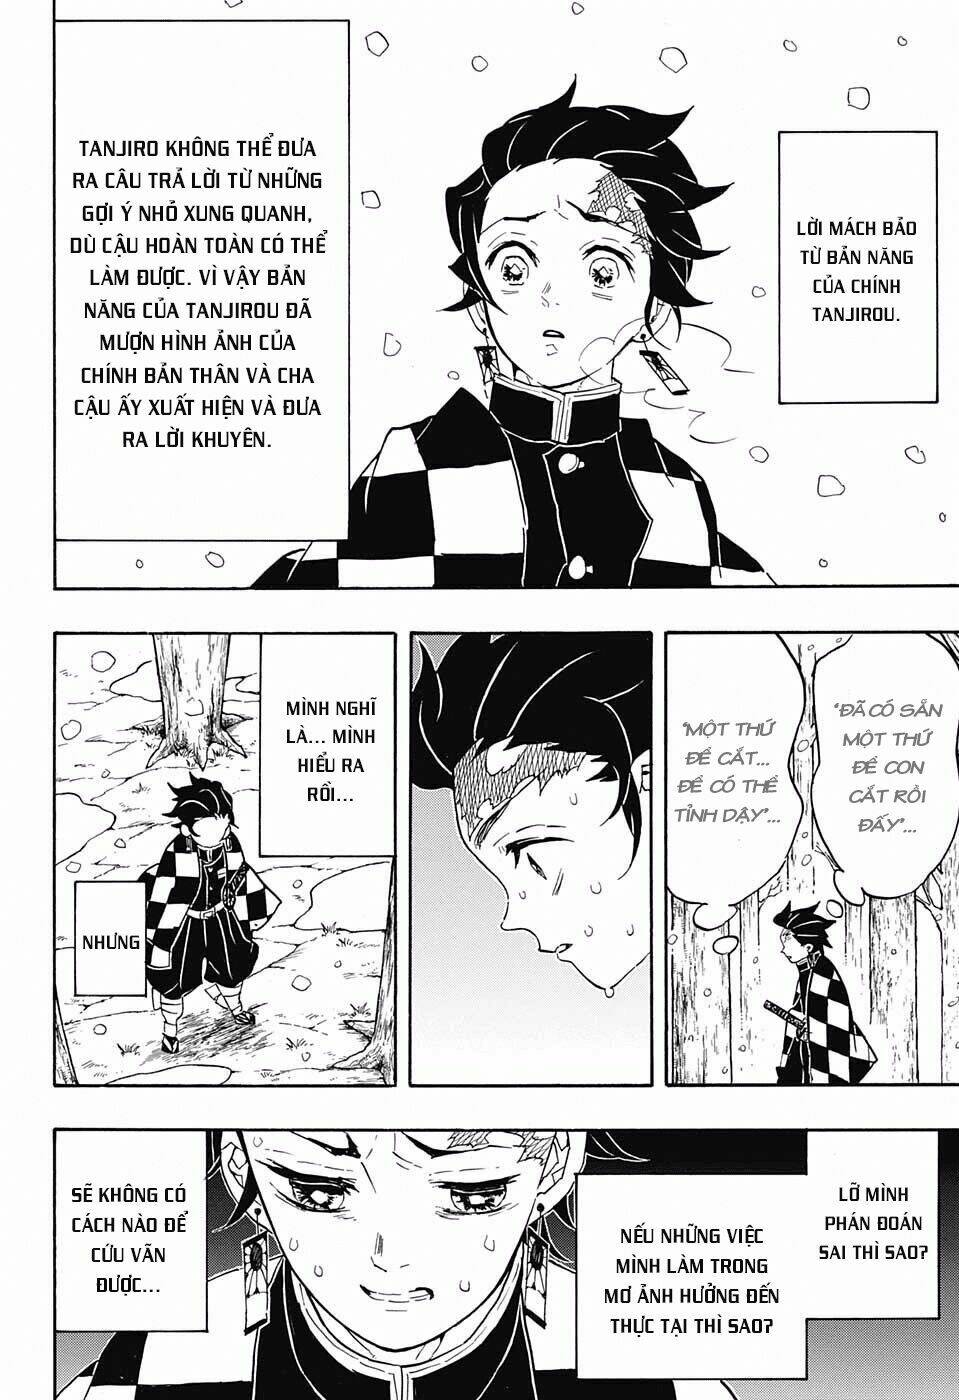 LỜI MÁCH BẢO
TỪ BẢN NĂNG
CỦA CHÍNH
TANJIROU.
TANJIRO KHÔNG THỂ ĐƯA
RA CÂU TRẢ LỜI TỪ NHỮNG
GỢI Ý NHỎ XUNG QUANH,
DÙ CẬU HOÀN TOÀN CÓ THỂ
LÀM ĐƯỢC. VÌ VẬY BẢN
NĂNG CỦA TANJIROU ĐÃ
MƯỢN HÌNH ẢNH CỦA
CHÍNH BẢN THÂN VÀ CHA
CẬU ẤY XUẤT HIỆN VÀ ĐƯA
RA LỜI KHUYÊN.
"ĐÃ CÓ SẴN
MỘT THỨ
ĐỂ CON
CẮT RỒI
ĐẤY"...
"MỘT THỨ
ĐỂ CẮT...
ĐỂ CÓ THỂ
TỈNH DẬY"...
MÌNH NGHĨ
LÀ... MÌNH
HIỂU RA
RỒI...
NHƯNG
LỠ MÌNH
PHÁN ĐOÁN
SAI THÌ SAO?
NẾU NHỮNG VIỆC
MÌNH LÀM TRONG
MƠ ẢNH HƯỞNG ĐẾN
THỰC TẠI THÌ SAO?
SẼ KHÔNG CÓ
CÁCH NÀO ĐỂ
CỨU VÃN
ĐƯỢC...